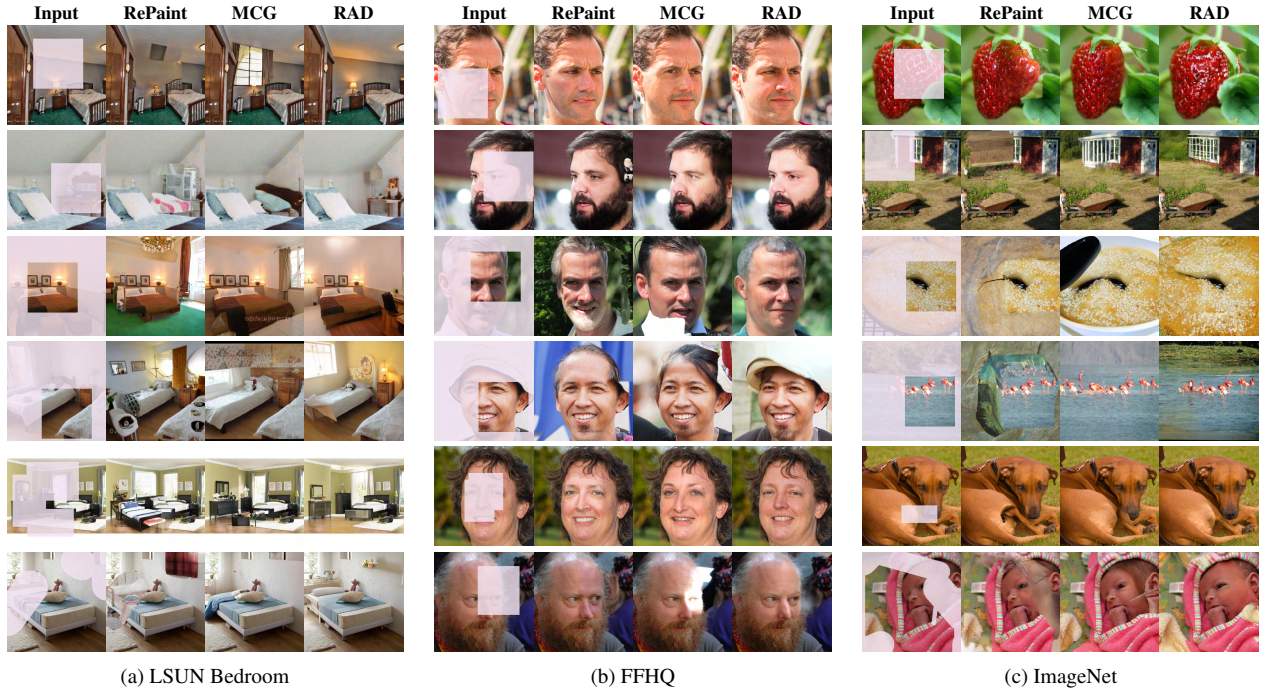 Input RePaint MCG RAD Input RePaint MCG RAD Input RePaint MCG RAD
(a) LSUN Bedroom (b) FFHQ (c) ImageNet